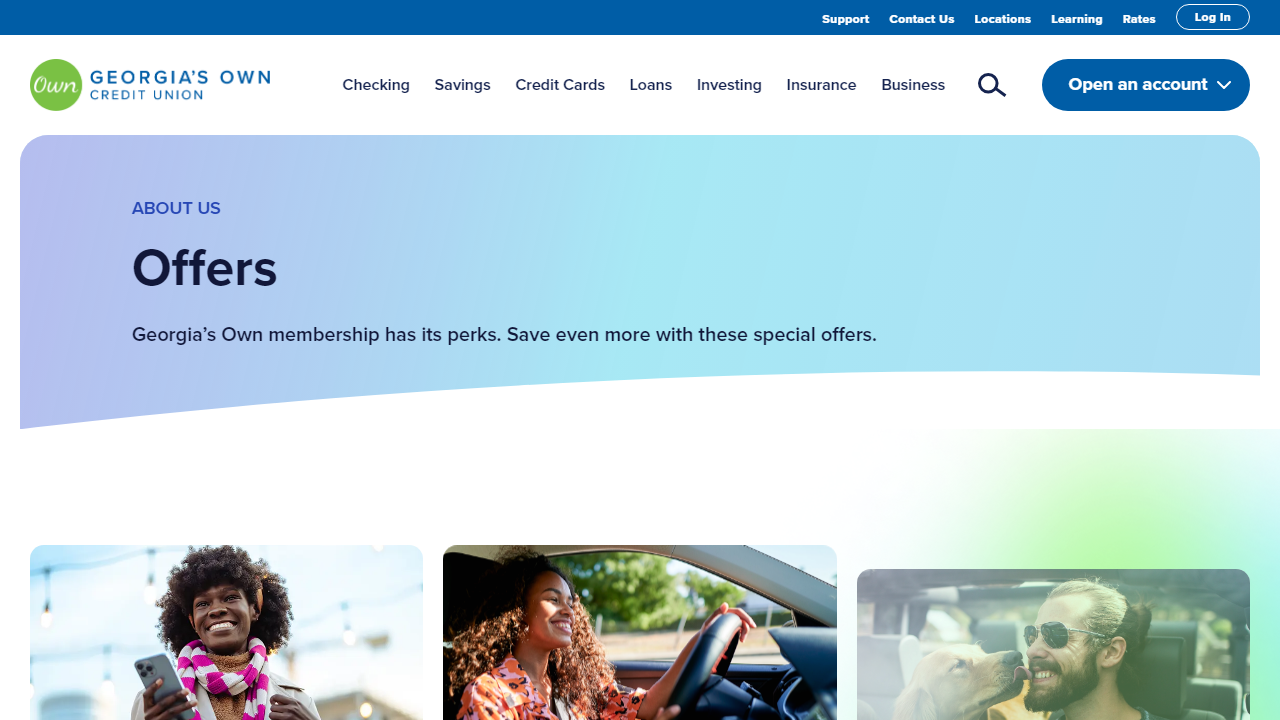 Support Contact Us Locations Learning Rates Log In
Own GEORGIA'S OWN
CREDIT UNION
Checking Savings Credit Cards Loans Investing Insurance Business Open an account
ABOUT US
Offers
Georgia’s Own membership has its perks. Save even more with these special offers.